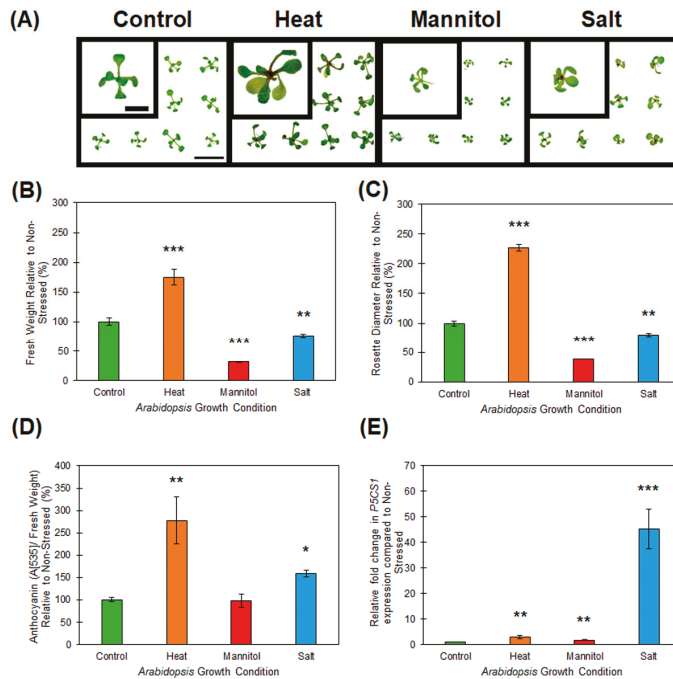 (A)
Control Heat Mannitol Salt
(B)
Fresh Weight Relative to Non-
Stressed (%)
300
250
200
150
100
50
0
***
***
**
Control Heat Mannitol Salt
Arabidopsis Growth Condition
(C)
Rosette Diameter Relative to Non-
Stressed (%)
300
250
200
150
100
50
0
***
***
**
Control Heat Mannitol Salt
Arabidopsis Growth Condition
(D)
Anthocyanin (A[535]/ Fresh Weight)
Relative to Non-Stressed (%)
400
350
300
250
200
150
100
50
0
**
*
Control Heat Mannitol Salt
Arabidopsis Growth Condition
(E)
Relative fold change in P5CS1
expression compared to Non-
Stressed
70
60
50
40
30
20
10
0
**
**
***
Control Heat Mannitol Salt
Arabidopsis Growth Condition